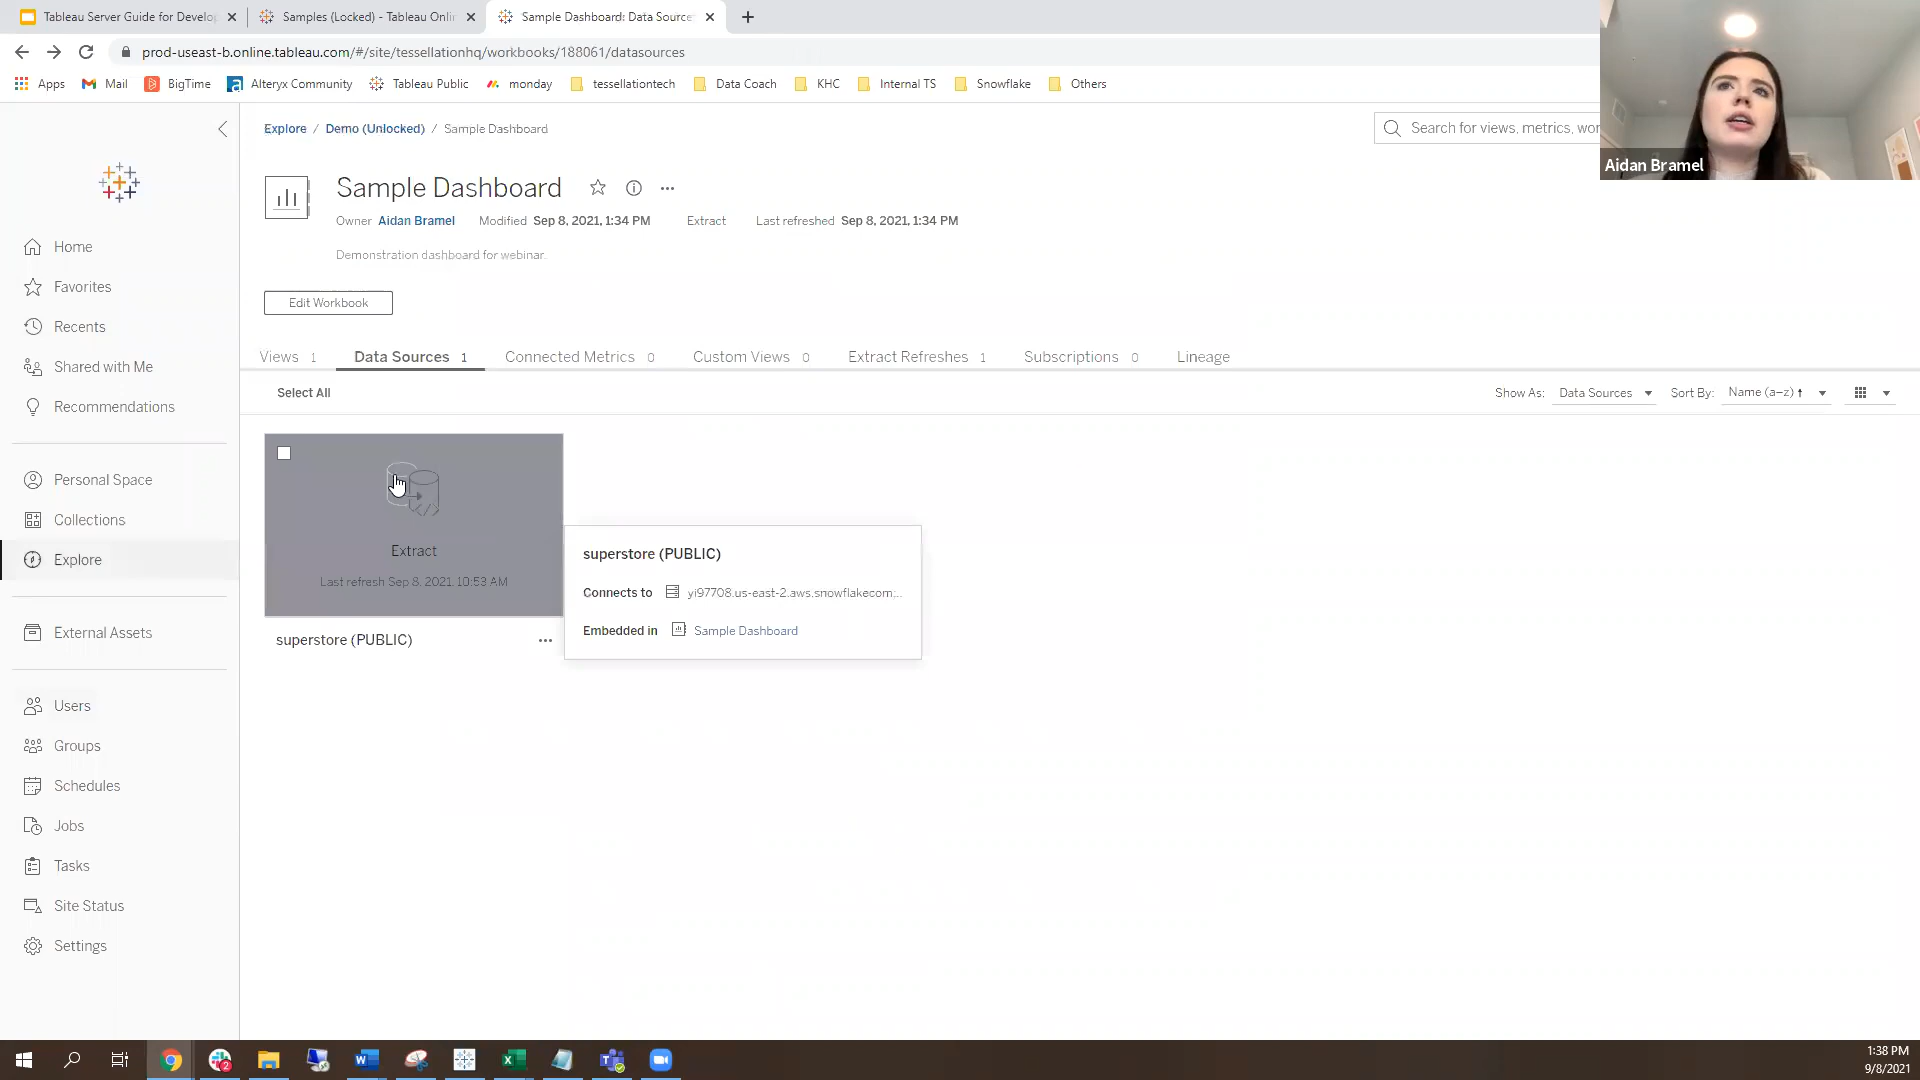 Tableau Server Guide for Develop
Samples (Locked) - Tableau Onlin
Sample Dashboard: Data Source
prod-useast-b.online.tableau.com/#/site/tessellationhq/workbooks/188061/datasources
Apps
Mail
BigTime
Alteryx Community
Tableau Public
monday
tessellationtech
Data Coach
KHC
Internal TS
Snowflake
Others
Explore / Demo (Unlocked) / Sample Dashboard
Search for views, metrics, wor
Aidan Bramel
Sample Dashboard
Owner Aidan Bramel Modified Sep 8, 2021, 1:34 PM Extract Last refreshed Sep 8, 2021, 1:34 PM
Demonstration dashboard for webinar.
Edit Workbook
Home
Favorites
Recents
Shared with Me
Recommendations
Personal Space
Collections
Explore
External Assets
Users
Groups
Schedules
Jobs
Tasks
Site Status
Settings
Views 1
Data Sources 1
Connected Metrics 0
Custom Views 0
Extract Refreshes 1
Subscriptions 0
Lineage
Select All
Show As: Data Sources
Sort By: Name (a–z) ↑
Extract
Last refresh Sep 8, 2021, 10:53 AM
superstore (PUBLIC)
superstore (PUBLIC)
Connects to yi97708.us-east-2.aws.snowflakecom...
Embedded in Sample Dashboard
2
1:38 PM
9/8/2021